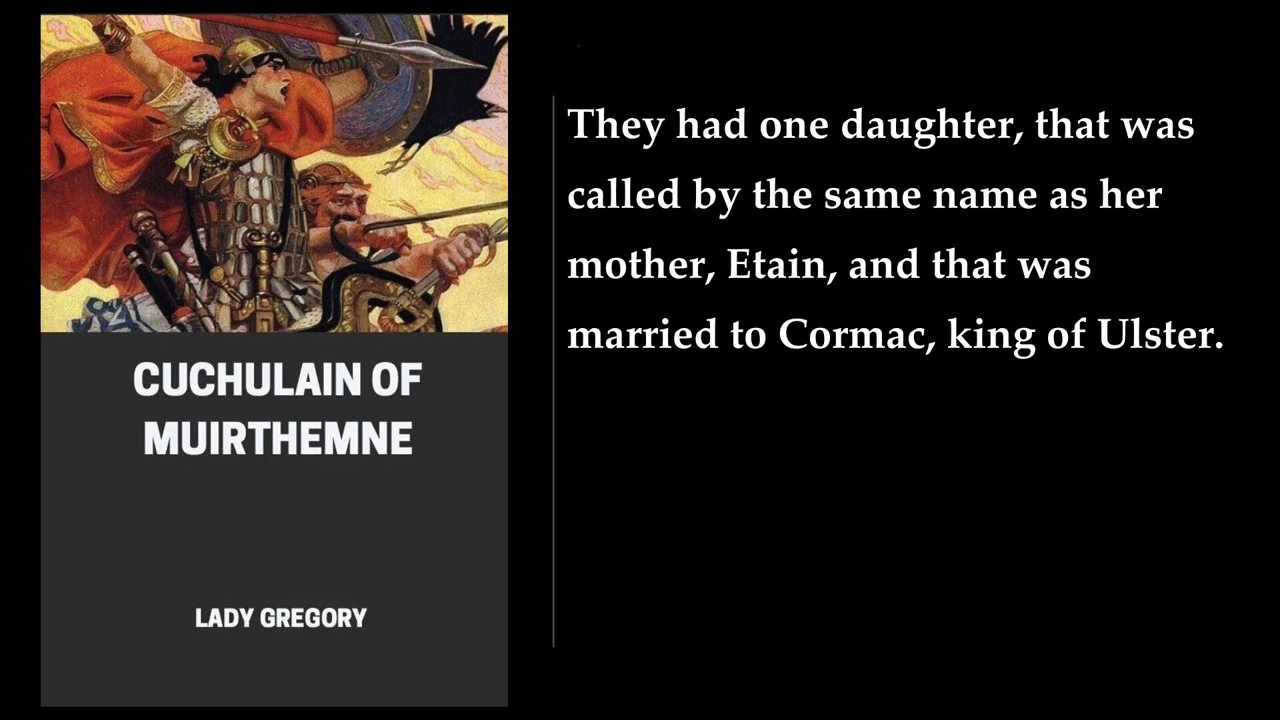 CUCHULAIN OF
MUIRTHEMNE
LADY GREGORY
They had one daughter, that was
called by the same name as her
mother, Etain, and that was
married to Cormac, king of Ulster.